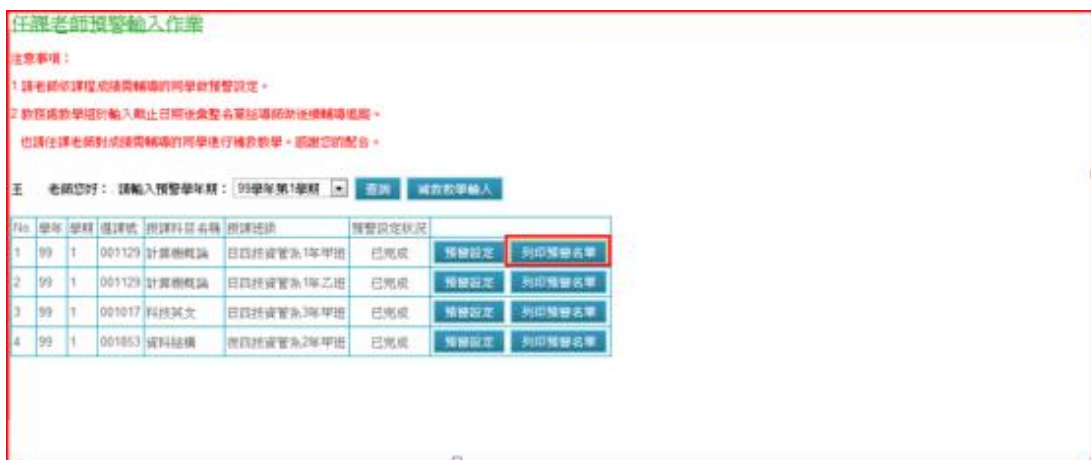 任課老師預警輸入作業
注意事項：
1.請老師依課程成績需輔導的同學做預警設定。
2.教務處教學組於輸入截止日期後彙整名單給導師做後續輔導追蹤。
也請任課老師對成績需輔導的同學進行補救教學。感謝您的配合。
王 老師您好： 請輸入預警學年期： 99學年第1學期 查詢 補救教學輸入
No. 學年 學期 選課號 授課科目名稱 授課班級 預警設定狀況
1 99 1 001129 計算機概論 日四技資管系1年甲班 已完成 預警設定 列印預警名單
2 99 1 001129 計算機概論 日四技資管系1年乙班 已完成 預警設定 列印預警名單
3 99 1 001017 科技英文 日四技資管系3年甲班 已完成 預警設定 列印預警名單
4 99 1 001853 資料結構 夜四技資管系2年甲班 已完成 預警設定 列印預警名單